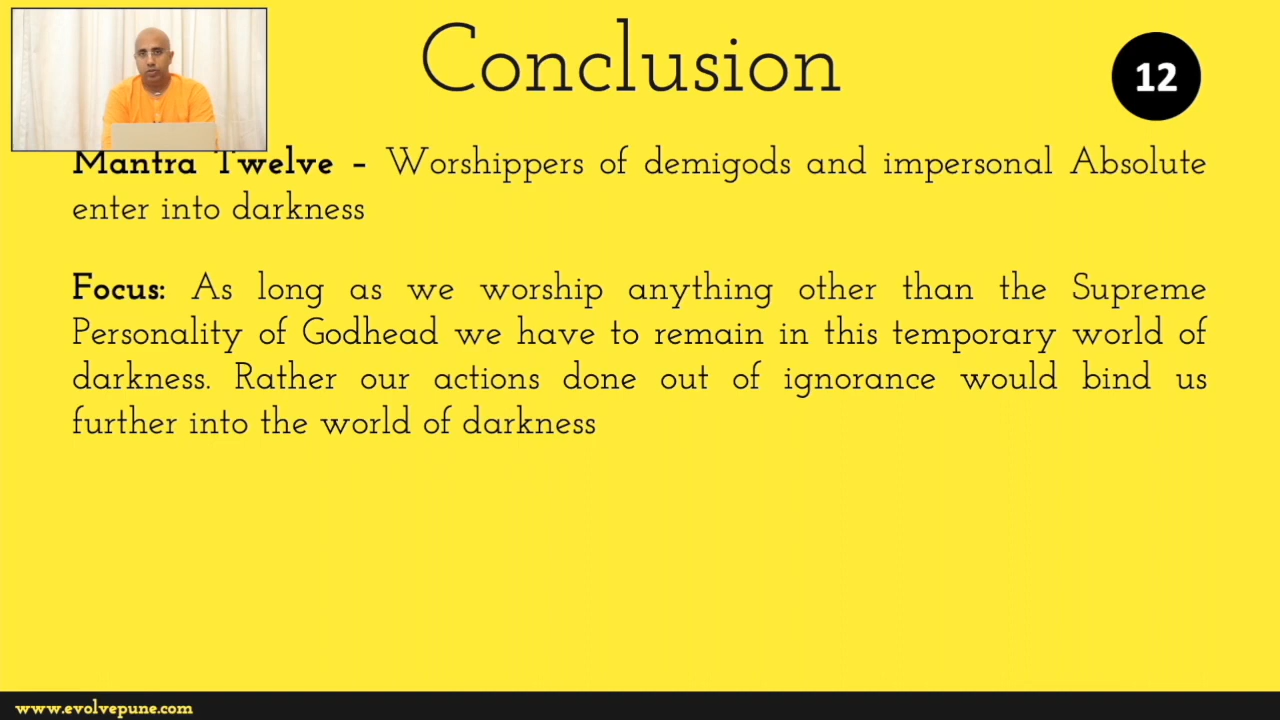 Conclusion
12
Mantra Twelve – Worshippers of demigods and impersonal Absolute
enter into darkness
Focus: As long as we worship anything other than the Supreme
Personality of Godhead we have to remain in this temporary world of
darkness. Rather our actions done out of ignorance would bind us
further into the world of darkness
www.evolvepune.com